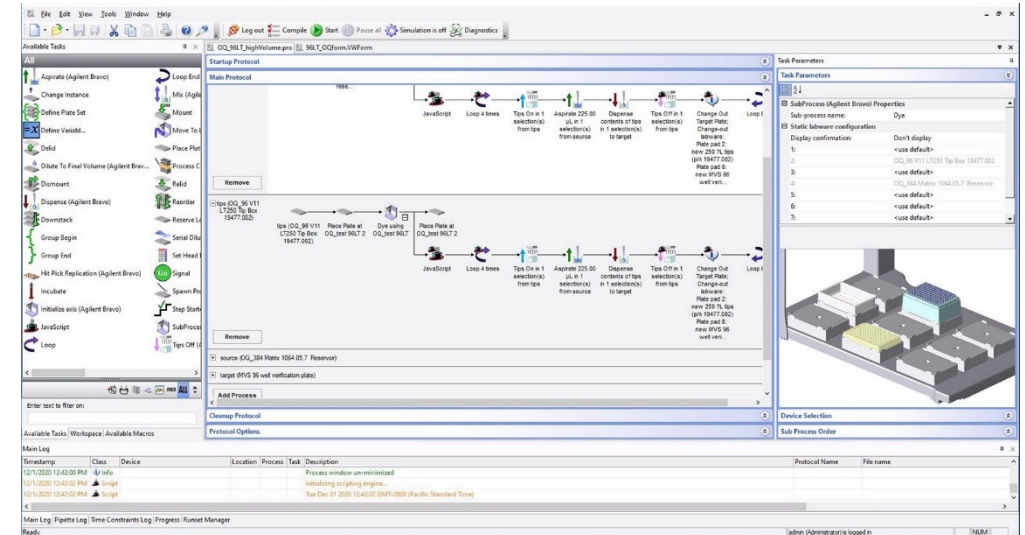 File Edit View Tools Window Help
Log out Compile Start Pause all Simulation is off Diagnostics
Available Tasks
OQ_96LT_highVolume.pro 96LT_OQform.VWForm
All
Aspirate (Agilent Bravo)
Loop End
Change Instance
Mix (Agile
Define Plate Set
Mount
Define Variabl...
Move To L
Delid
Place Plat
Dilute To Final Volume (Agilent Brav...
Process C
Dismount
Relid
Dispense (Agilent Bravo)
Reorder
Downstack
Reserve Lo
Group Begin
Serial Dilu
Group End
Set Head
Hit Pick Replication (Agilent Bravo)
Signal
Incubate
Spawn Pro
Initialize axis (Agilent Bravo)
Step Starte
JavaScript
SubProces
Loop
Tips Off (A
Enter text to filter on:
Available Tasks Workspace Available Macros
Startup Protocol
Main Protocol
JavaScript
Loop 4 times
Tips On in 1
selection(s)
from tips
Aspirate 225.00
µL in 1
selection(s)
from source
Dispense
contents of tips
in 1 selection(s)
to target
Tips Off in 1
selection(s)
from tips
Change Out
Target Plate;
Change-out
labware:
Plate pad 2:
new 250 ?L tips
(p/n 19477.002)
Plate pad 8:
new MVS 96
well veri...
Loop
Remove
tips (OQ_96 V11
LT250 Tip Box
19477.002)
tips (OQ_96 V11
LT250 Tip Box
19477.002)
Place Plate at
OQ_test 96LT 2
Dye using
OQ_test 96LT
Place Plate at
OQ_test 96LT 2
JavaScript
Loop 4 times
Tips On in 1
selection(s)
from tips
Aspirate 225.00
µL in 1
selection(s)
from source
Dispense
contents of tips
in 1 selection(s)
to target
Tips Off in 1
selection(s)
from tips
Change Out
Target Plate;
Change-out
labware:
Plate pad 2:
new 250 ?L tips
(p/n 19477.002)
Plate pad 8:
new MVS 96
well veri...
Loop
Remove
source (OQ_384 Matrix 1064.05.7 Reservoir)
target (MVS 96 well verification plate)
Add Process
Cleanup Protocol
Protocol Options
Task Parameters
Task Parameters
SubProcess (Agilent Bravo) Properties
Sub-process name: Dye
Static labware configuration
Display confirmation: Don't display
1: <use default>
2: OQ_96 V11 LT250 Tip Box 19477.002
3: <use default>
4: OQ_384 Matrix 1064.05.7 Reservoir
5: <use default>
6: <use default>
7: <use default>
Device Selection
Sub Process Order
Main Log
Timestamp Class Device Location Process Task Description Protocol Name File name
12/1/2020 12:42:00 PM Info Process window un-minimized
12/1/2020 12:42:02 PM Script Initializing scripting engine...
12/1/2020 12:42:02 PM Script Tue Dec 01 2020 12:42:02 GMT-0800 (Pacific Standard Time)
Main Log Pipette Log Time Constraints Log Progress Runset Manager
Ready admin (Administrator) is logged in NUM